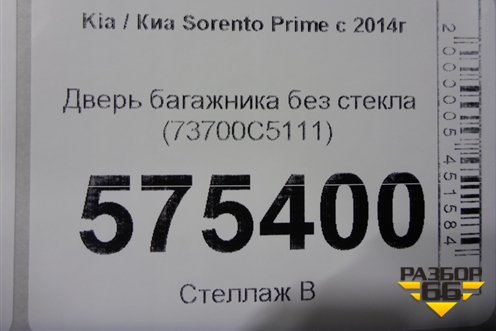 Kia / Киа Sorento Prime с 2014г
Дверь багажника без стекла
(73700C5111)
575400
Стеллаж В
2000005451584
РАЗБОР
66